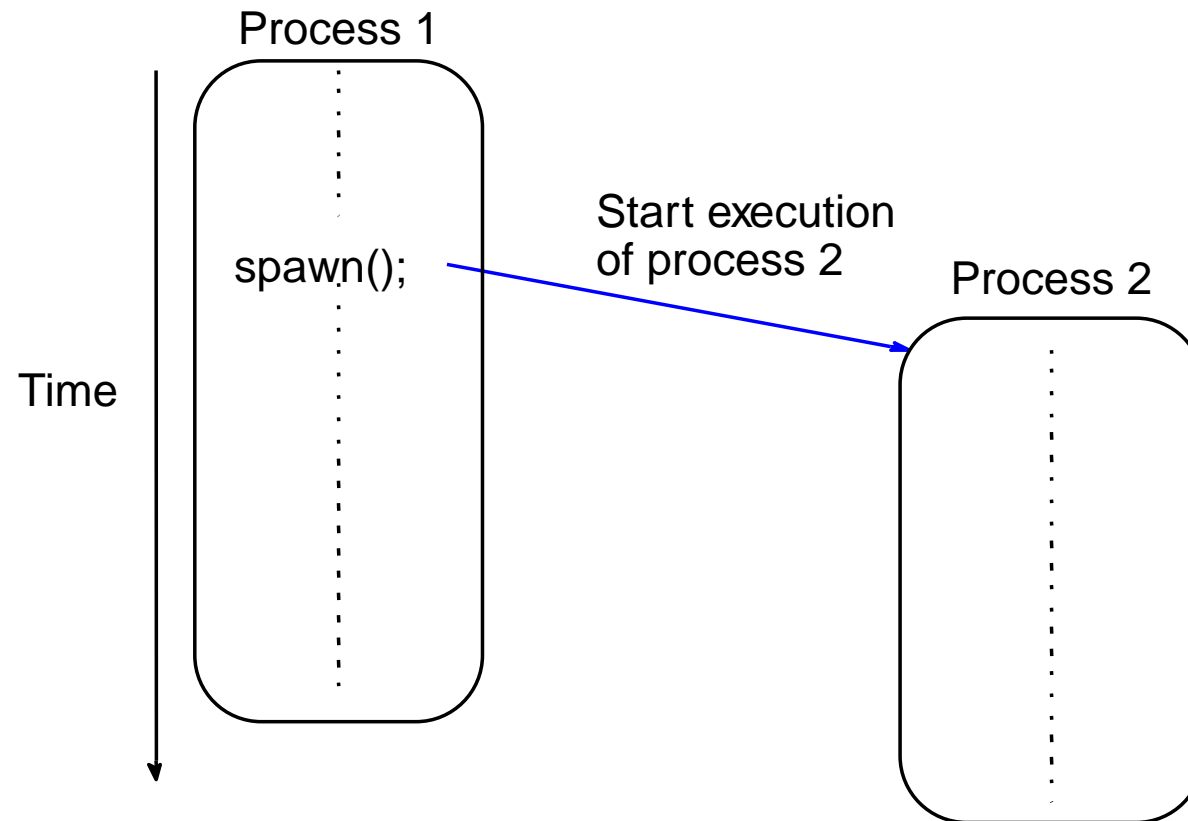 Process 1
Start execution
of process 2
spawn();
Process 2
Time